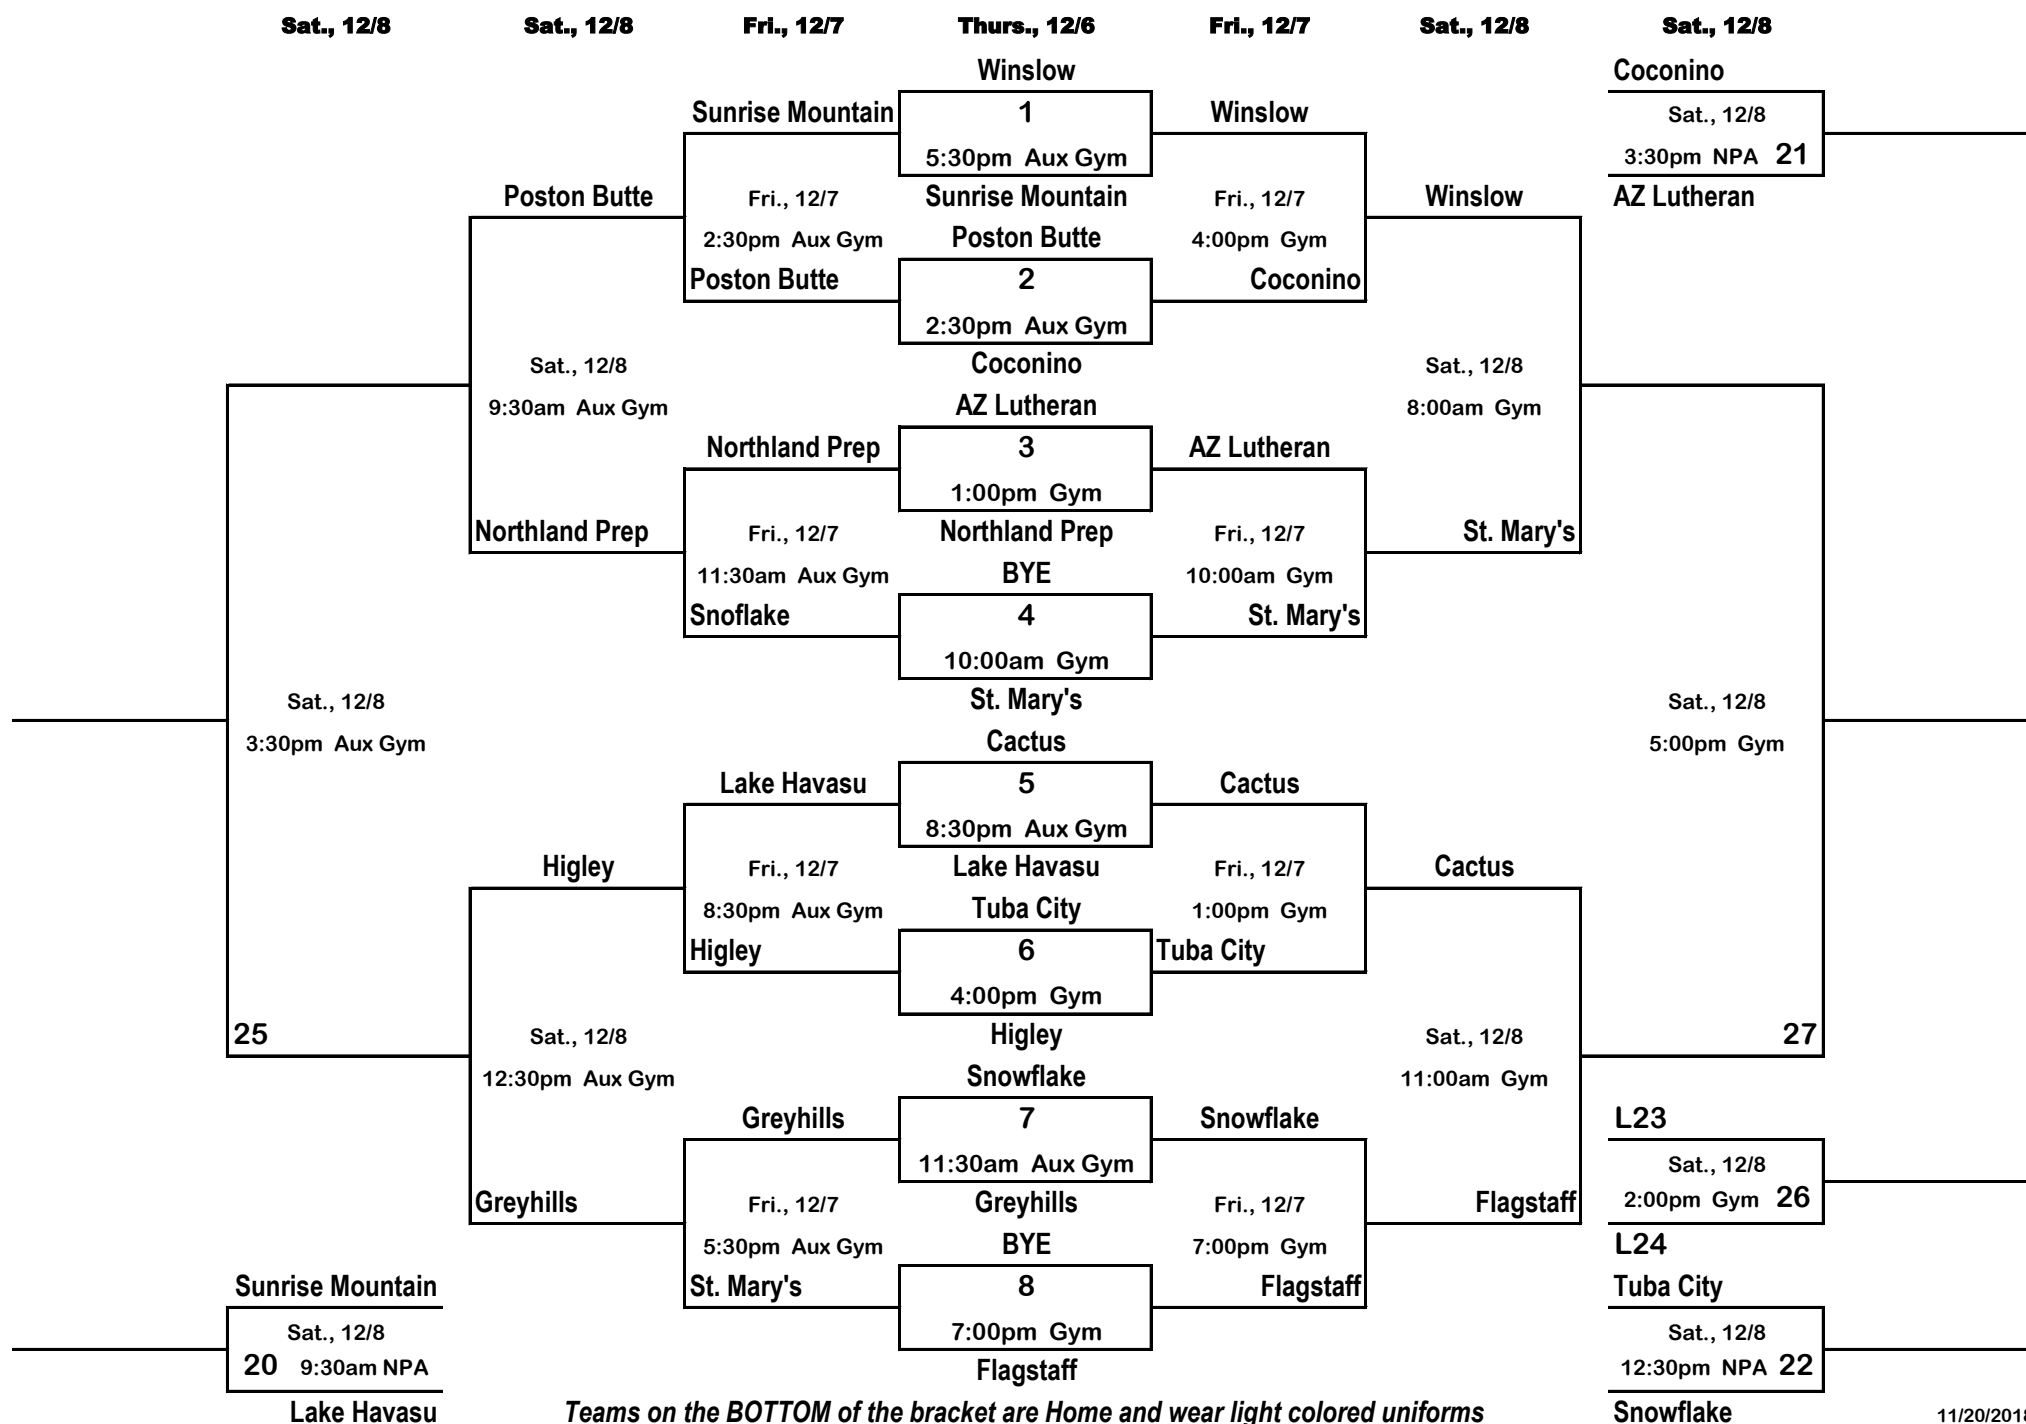 Sat., 12/8 Sat., 12/8 Fri., 12/7 Thurs., 12/6 Fri., 12/7 Sat., 12/8 Sat., 12/8
Winslow Coconino
Sunrise Mountain 1 Winslow Sat., 12/8
5:30pm Aux Gym 3:30pm NPA 21
Poston Butte Fri., 12/7 Sunrise Mountain Fri., 12/7 Winslow AZ Lutheran
2:30pm Aux Gym Poston Butte 4:00pm Gym
Poston Butte 2 Coconino
2:30pm Aux Gym
Sat., 12/8 Coconino Sat., 12/8
9:30am Aux Gym AZ Lutheran 8:00am Gym
Northland Prep 3 AZ Lutheran
1:00pm Gym
Northland Prep Fri., 12/7 Northland Prep Fri., 12/7 St. Mary's
11:30am Aux Gym BYE 10:00am Gym
Snoflake 4 St. Mary's
10:00am Gym
Sat., 12/8 St. Mary's Sat., 12/8
3:30pm Aux Gym Cactus 5:00pm Gym
Lake Havasu 5 Cactus
8:30pm Aux Gym
Higley Fri., 12/7 Lake Havasu Fri., 12/7 Cactus
8:30pm Aux Gym Tuba City 1:00pm Gym
Higley 6 Tuba City
4:00pm Gym
25 Sat., 12/8 Higley Sat., 12/8 27
12:30pm Aux Gym Snowflake 11:00am Gym
Greyhills 7 Snowflake L23
11:30am Aux Gym Sat., 12/8
Greyhills Fri., 12/7 Greyhills Fri., 12/7 Flagstaff 2:00pm Gym 26
5:30pm Aux Gym BYE 7:00pm Gym L24
Sunrise Mountain St. Mary's 8 Flagstaff Tuba City
Sat., 12/8 7:00pm Gym Sat., 12/8
20 9:30am NPA Flagstaff 12:30pm NPA 22
Lake Havasu Teams on the BOTTOM of the bracket are Home and wear light colored uniforms Snowflake 11/20/2018